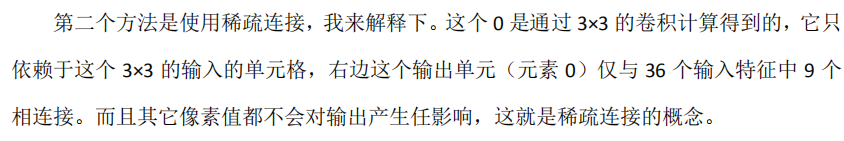 第二个方法是使用稀疏连接，我来解释下。这个 0 是通过 3×3 的卷积计算得到的，它只
依赖于这个 3×3 的输入的单元格，右边这个输出单元（元素 0）仅与 36 个输入特征中 9 个
相连接。而且其它像素值都不会对输出产生任影响，这就是稀疏连接的概念。